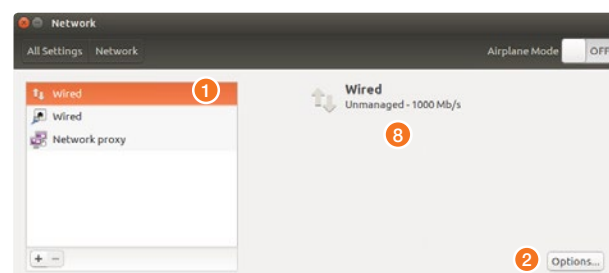 Network
All Settings Network
Airplane Mode OFF
Wired
1
Wired
Network proxy
Wired
Unmanaged - 1000 Mb/s
8
+ -
2
Options...